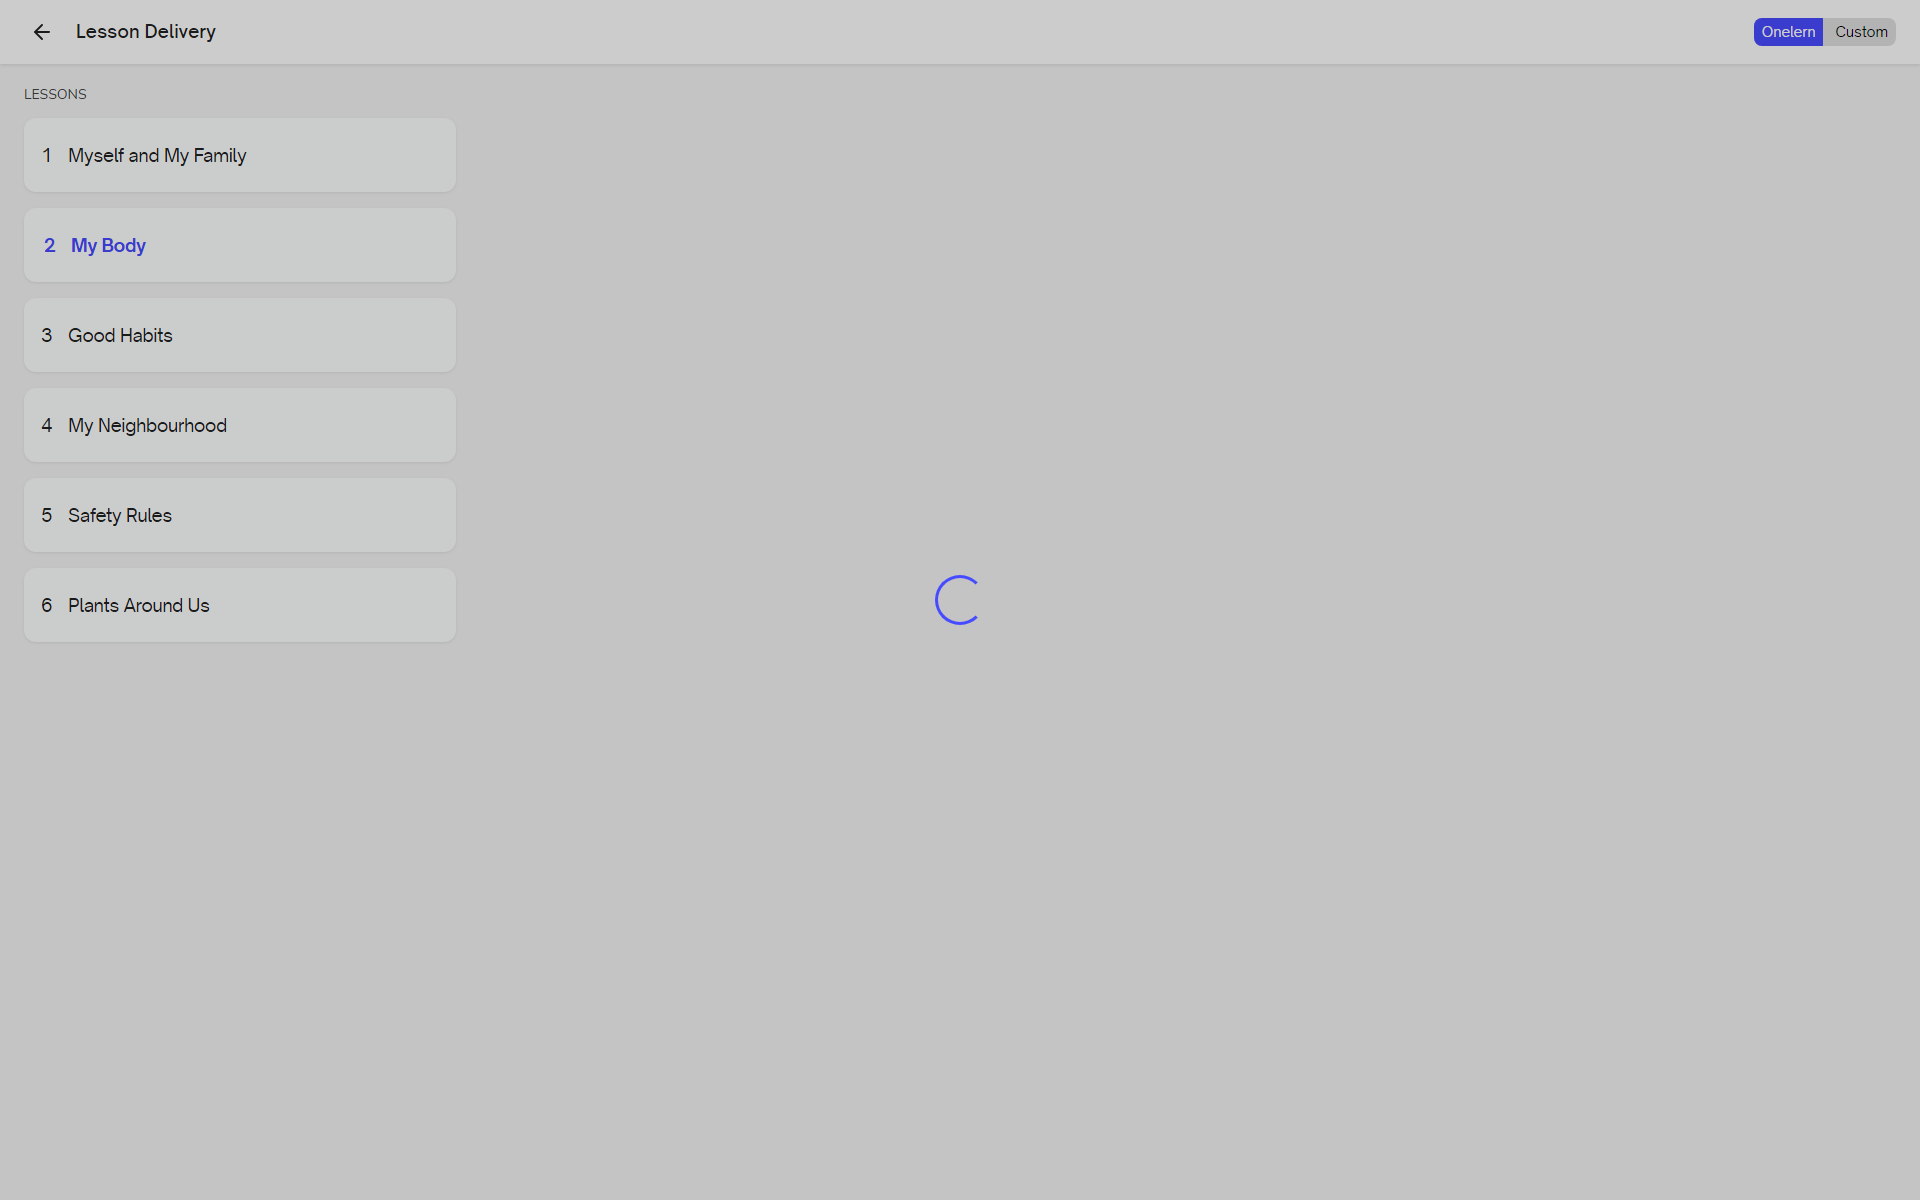 Lesson Delivery
Onelern Custom
LESSONS
1 Myself and My Family
2 My Body
3 Good Habits
4 My Neighbourhood
5 Safety Rules
6 Plants Around Us